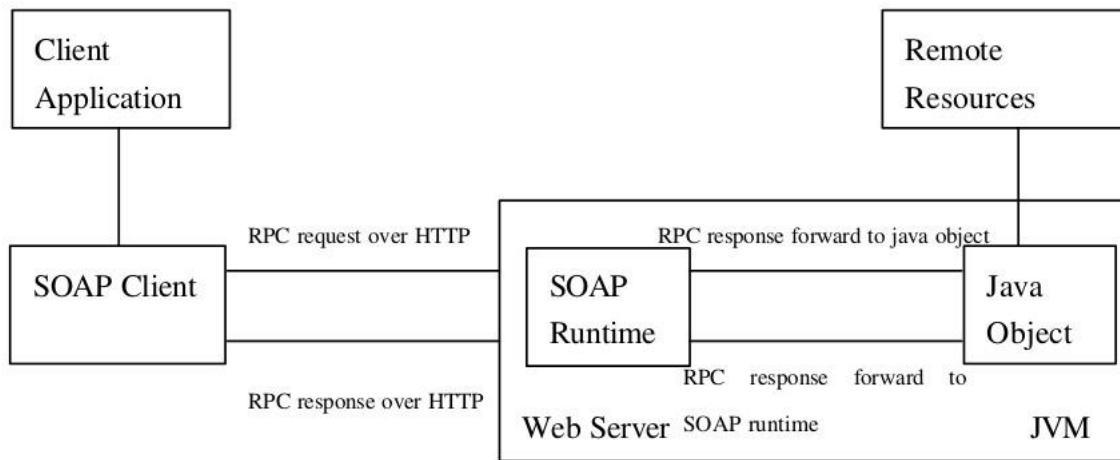 Client
Application
Remote
Resources
RPC request over HTTP
RPC response forward to java object
SOAP Client
SOAP
Runtime
Java
Object
RPC response over HTTP
RPC response forward to
SOAP runtime
Web Server
JVM